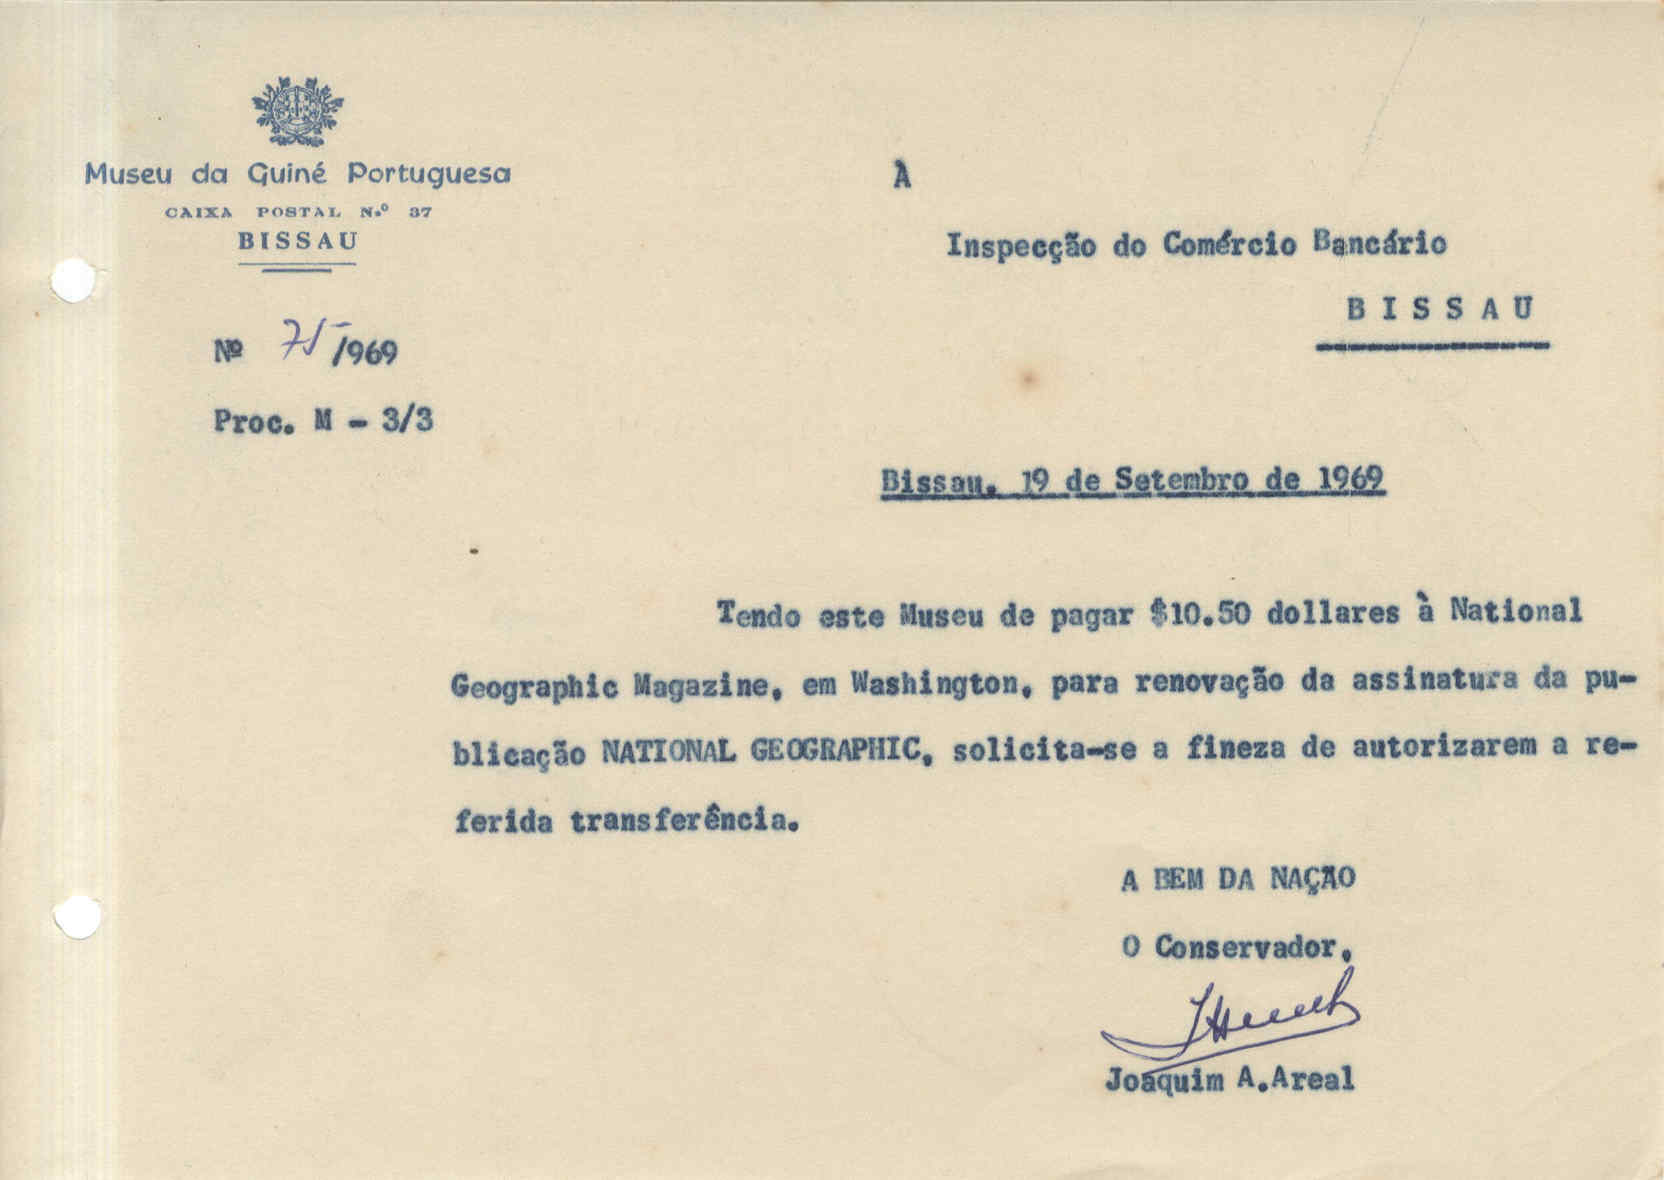 Museu da Guiné Portuguesa
CAIXA POSTAL N.º 37
BISSAU
Nº 75/1969
Proc. M - 3/3
À
Inspecção do Comércio Bancário
BISSAU
Bissau, 19 de Setembro de 1969
Tendo este Museu de pagar $10.50 dollares à National
Geographic Magazine, em Washington, para renovação da assinatura da pu-
blicação NATIONAL GEOGRAPHIC, solicita-se a fineza de autorizarem a re-
ferida transferência.
A BEM DA NAÇÃO
O Conservador,
Joaquim A.Areal